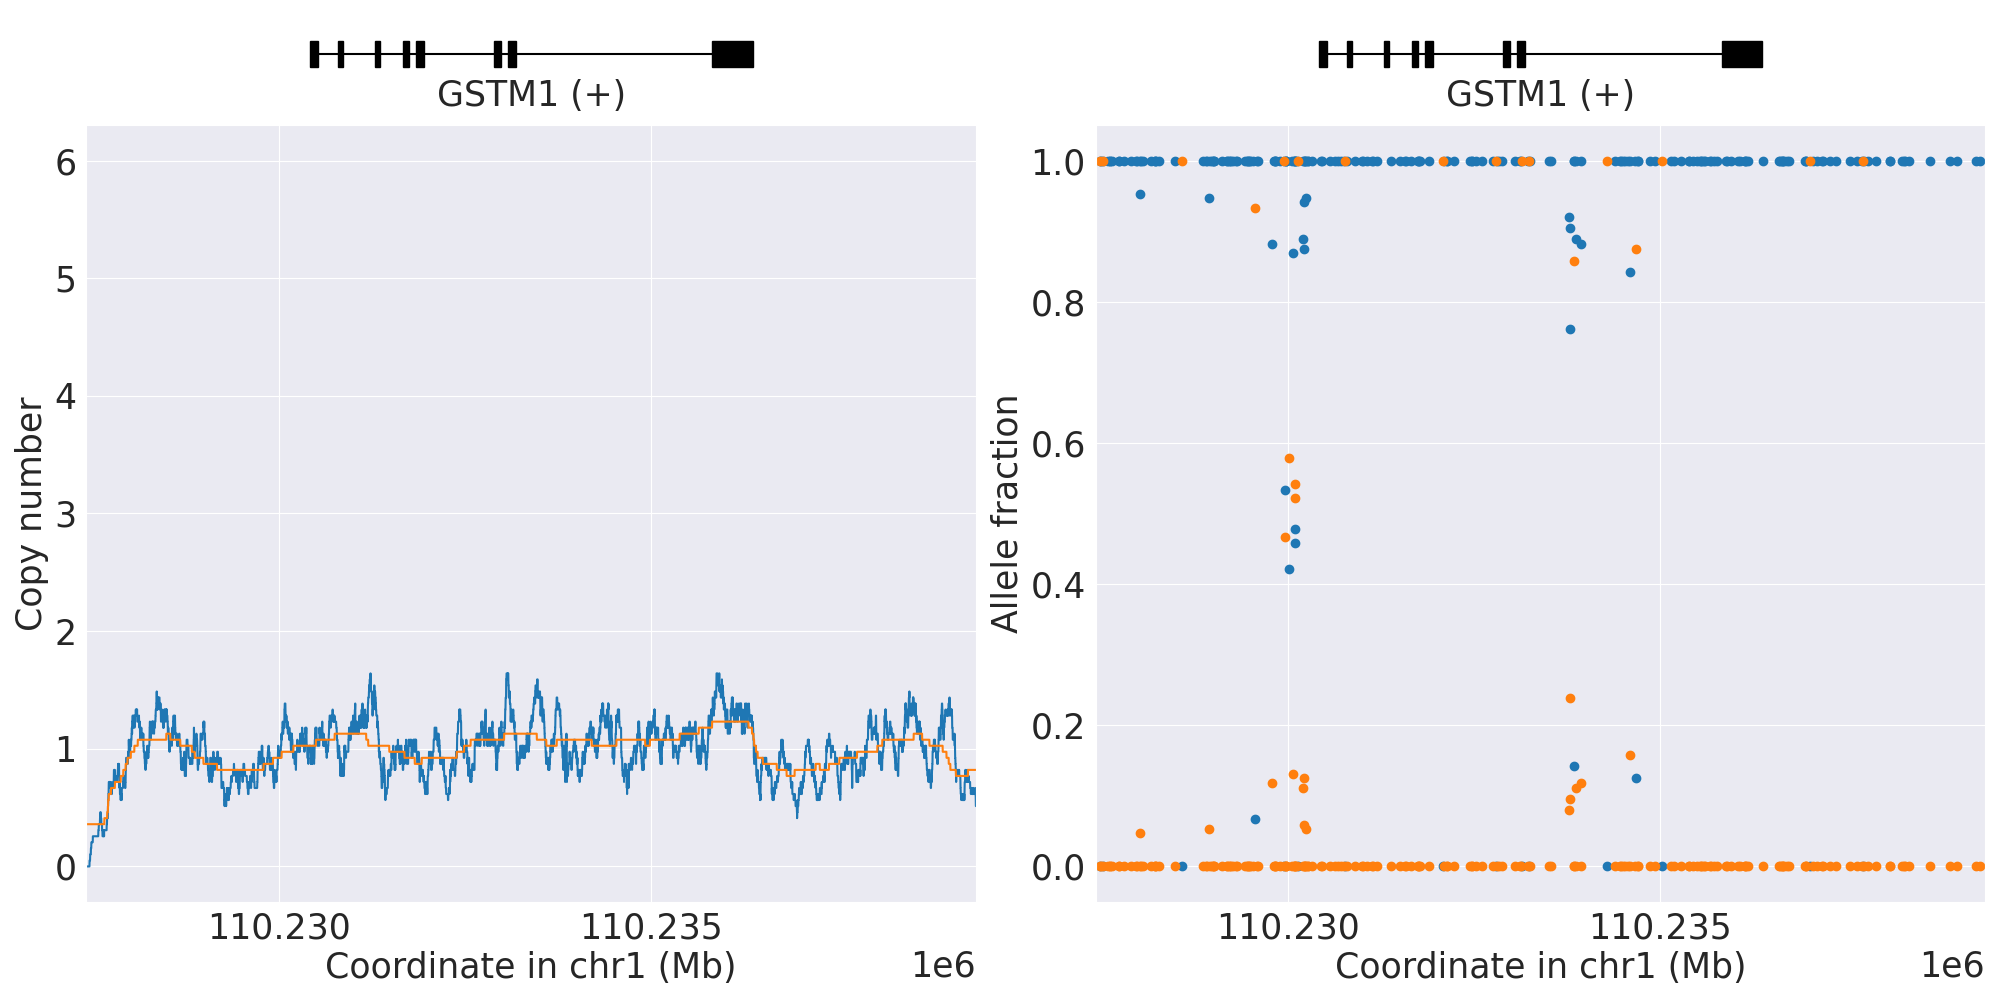 GSTM1 (+)
GSTM1 (+)
Copy number
6
5
4
3
2
1
0
110.230
110.235
Coordinate in chr1 (Mb)
1e6
Allele fraction
1.0
0.8
0.6
0.4
0.2
0.0
110.230
110.235
Coordinate in chr1 (Mb)
1e6